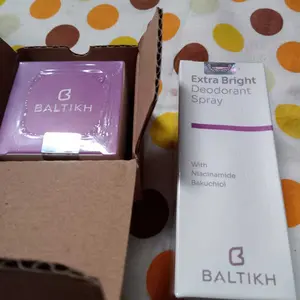 BALTIKH
Extra Bright
Deodorant
Spray
With
Niacinamide
Bakuchiol
BALTIKH